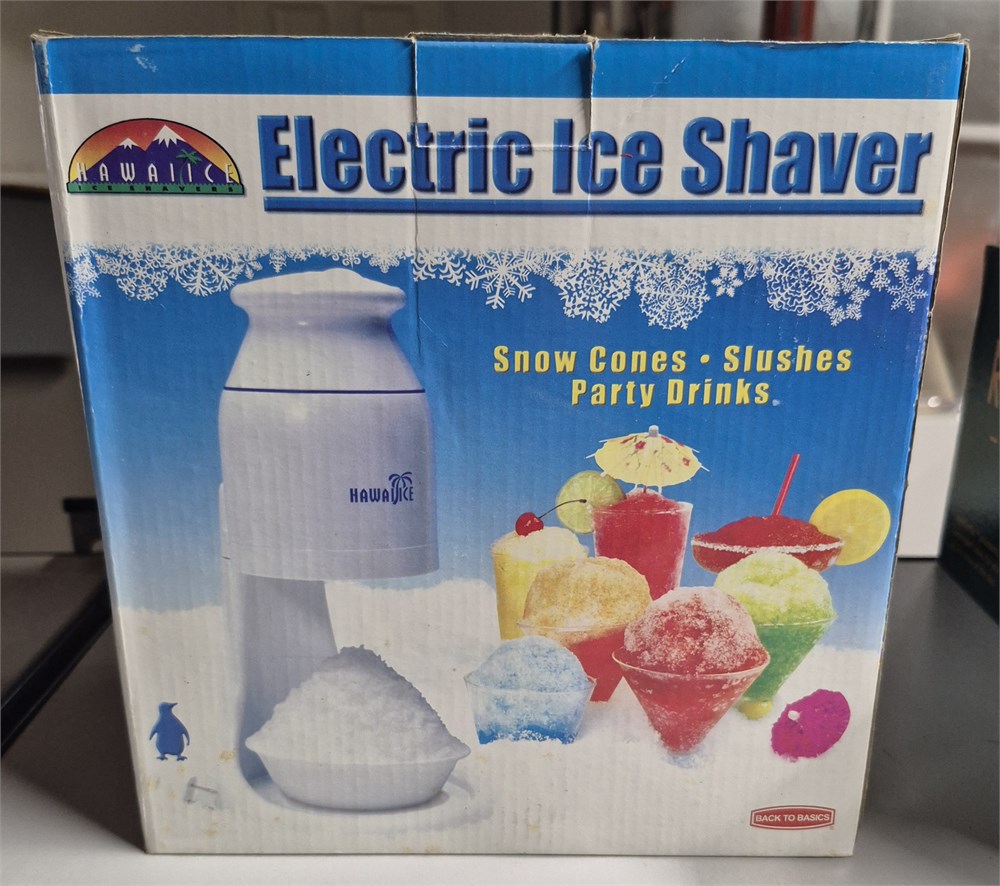 HAWAIICE
ICE SHAVERS
Electric Ice Shaver
Snow Cones • Slushes
Party Drinks
HAWAIICE
BACK TO BASICS